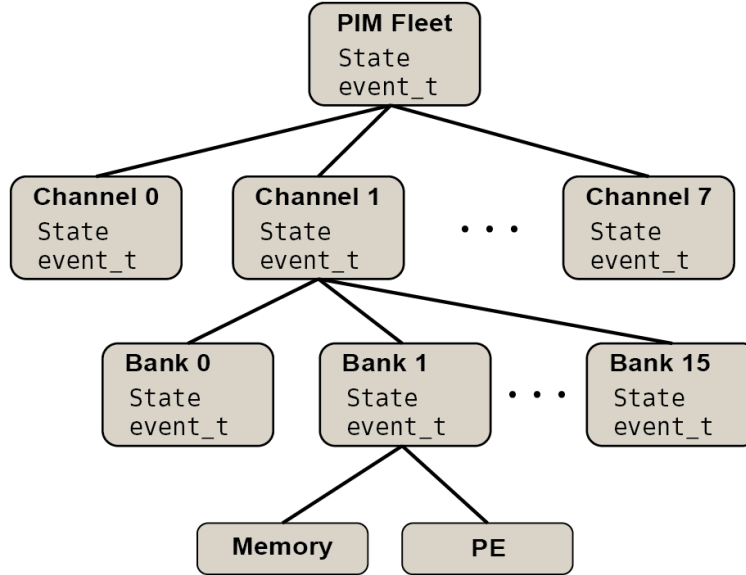 PIM Fleet
State
event_t
Channel 0
State
event_t
Channel 1
State
event_t
. . .
Channel 7
State
event_t
Bank 0
State
event_t
Bank 1
State
event_t
. . .
Bank 15
State
event_t
Memory
PE